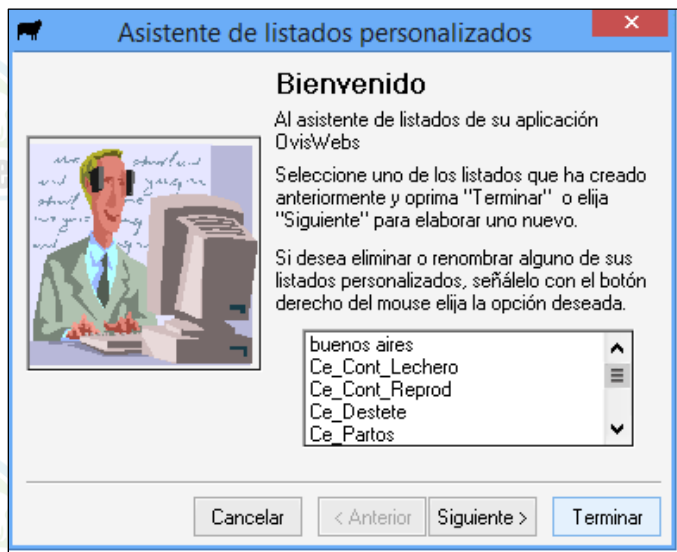 Asistente de listados personalizados
Bienvenido
Al asistente de listados de su aplicación
OvisWebs
Seleccione uno de los listados que ha creado
anteriormente y oprima "Terminar" o elija
"Siguiente" para elaborar uno nuevo.
Si desea eliminar o renombrar alguno de sus
listados personalizados, señálelo con el botón
derecho del mouse elija la opción deseada.
buenos aires
Ce_Cont_Lechero
Ce_Cont_Reprod
Ce_Destete
Ce_Partos
Cancelar
< Anterior
Siguiente >
Terminar